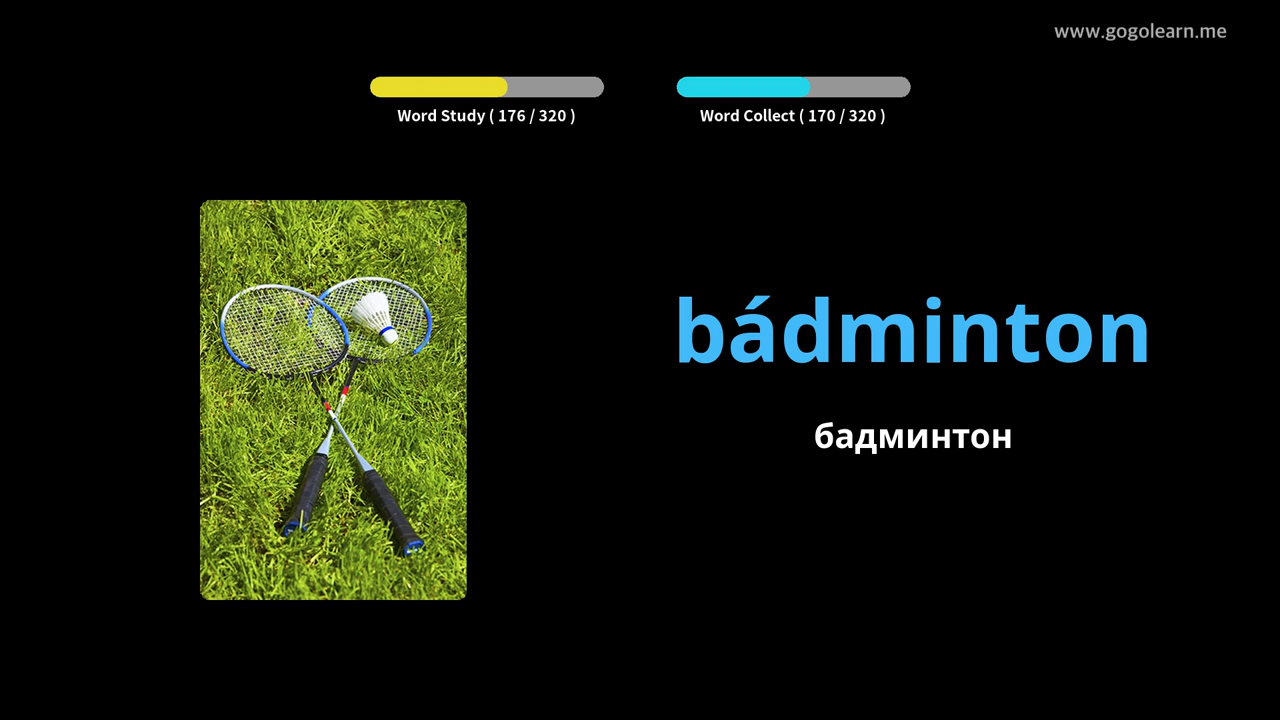 www.gogolearn.me
Word Study ( 176 / 320 )
Word Collect ( 170 / 320 )
bádminton
бадминтон